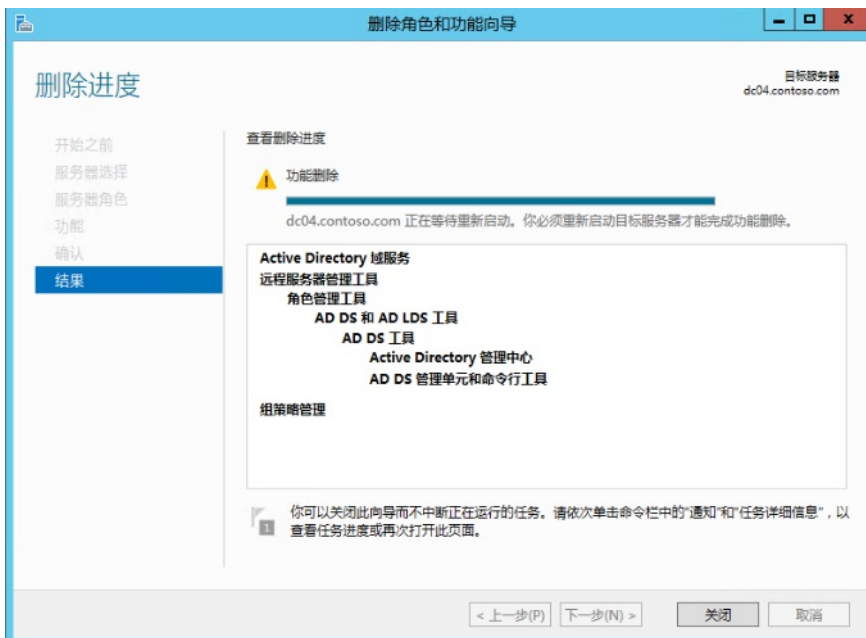 删除角色和功能向导
删除进度
目标服务器
dc04.contoso.com
开始之前
服务器选择
服务器角色
功能
确认
结果
查看删除进度
功能删除
dc04.contoso.com 正在等待重新启动。你必须重新启动目标服务器才能完成功能删除。
Active Directory 域服务
远程服务器管理工具
角色管理工具
AD DS 和 AD LDS 工具
AD DS 工具
Active Directory 管理中心
AD DS 管理单元和命令行工具
组策略管理
1
你可以关闭此向导而不中断正在运行的任务。请依次单击命令栏中的"通知"和"任务详细信息"，以
查看任务进度或再次打开此页面。
< 上一步(P) 下一步(N) > 关闭 取消